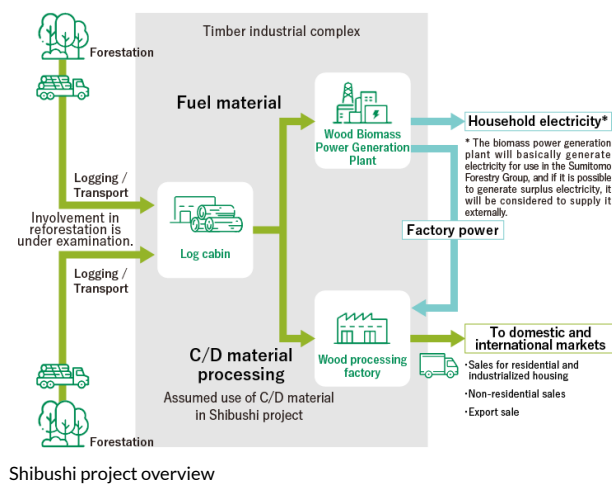 Timber industrial complex
Forestation
Fuel material
Wood Biomass
Power Generation
Plant
Household electricity*
* The biomass power generation
plant will basically generate
electricity for use in the Sumitomo
Forestry Group, and if it is possible
to generate surplus electricity, it
will be considered to supply it
externally.
Logging /
Transport
Involvement in
reforestation is
under examination.
Log cabin
Factory power
Logging /
Transport
C/D material
processing
Assumed use of C/D material
in Shibushi project
Wood processing
factory
To domestic and
international markets
・Sales for residential and
industrialized housing
・Non-residential sales
・Export sale
Forestation
Shibushi project overview